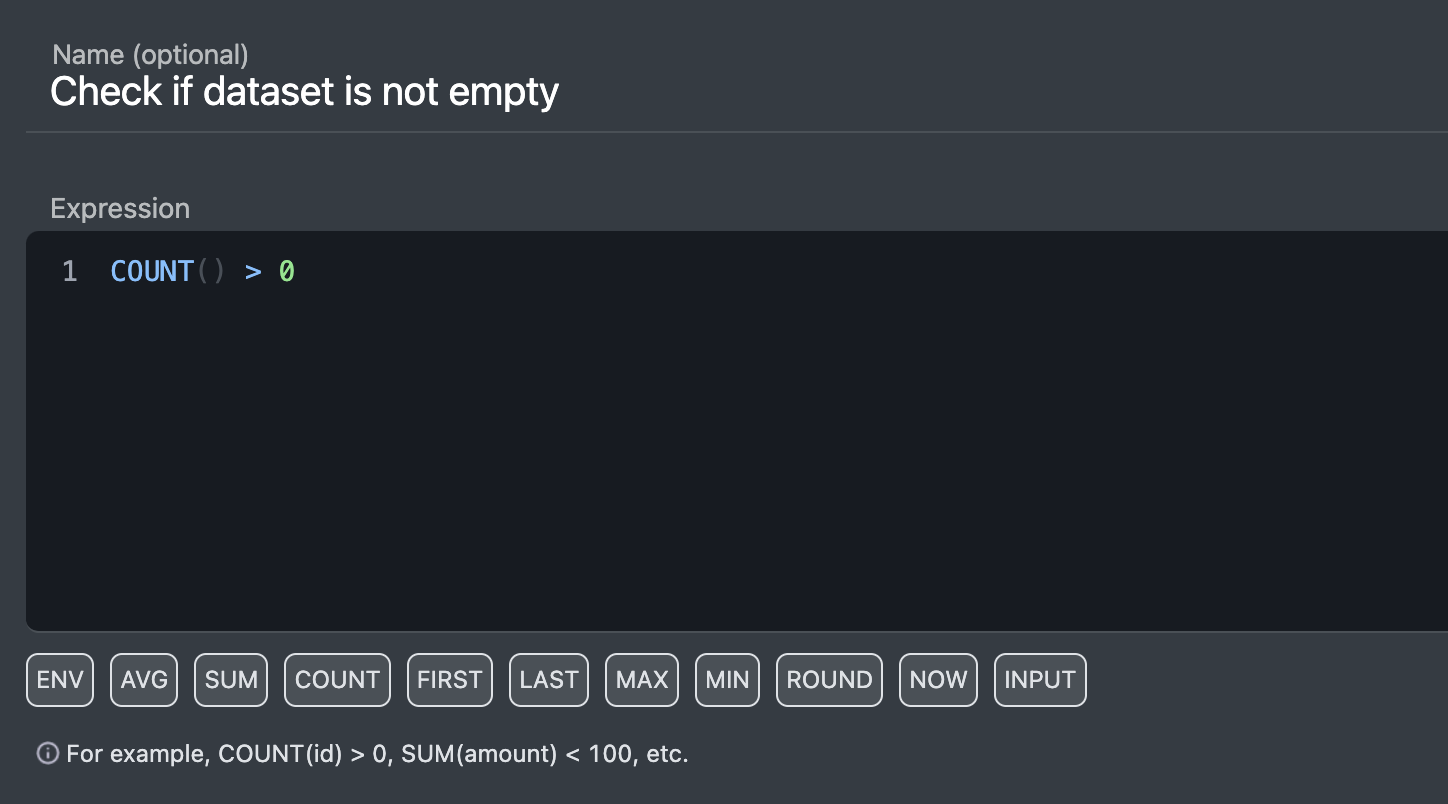 Name (optional)
Check if dataset is not empty
Expression
1 COUNT() > 0
ENV AVG SUM COUNT FIRST LAST MAX MIN ROUND NOW INPUT
For example, COUNT(id) > 0, SUM(amount) < 100, etc.